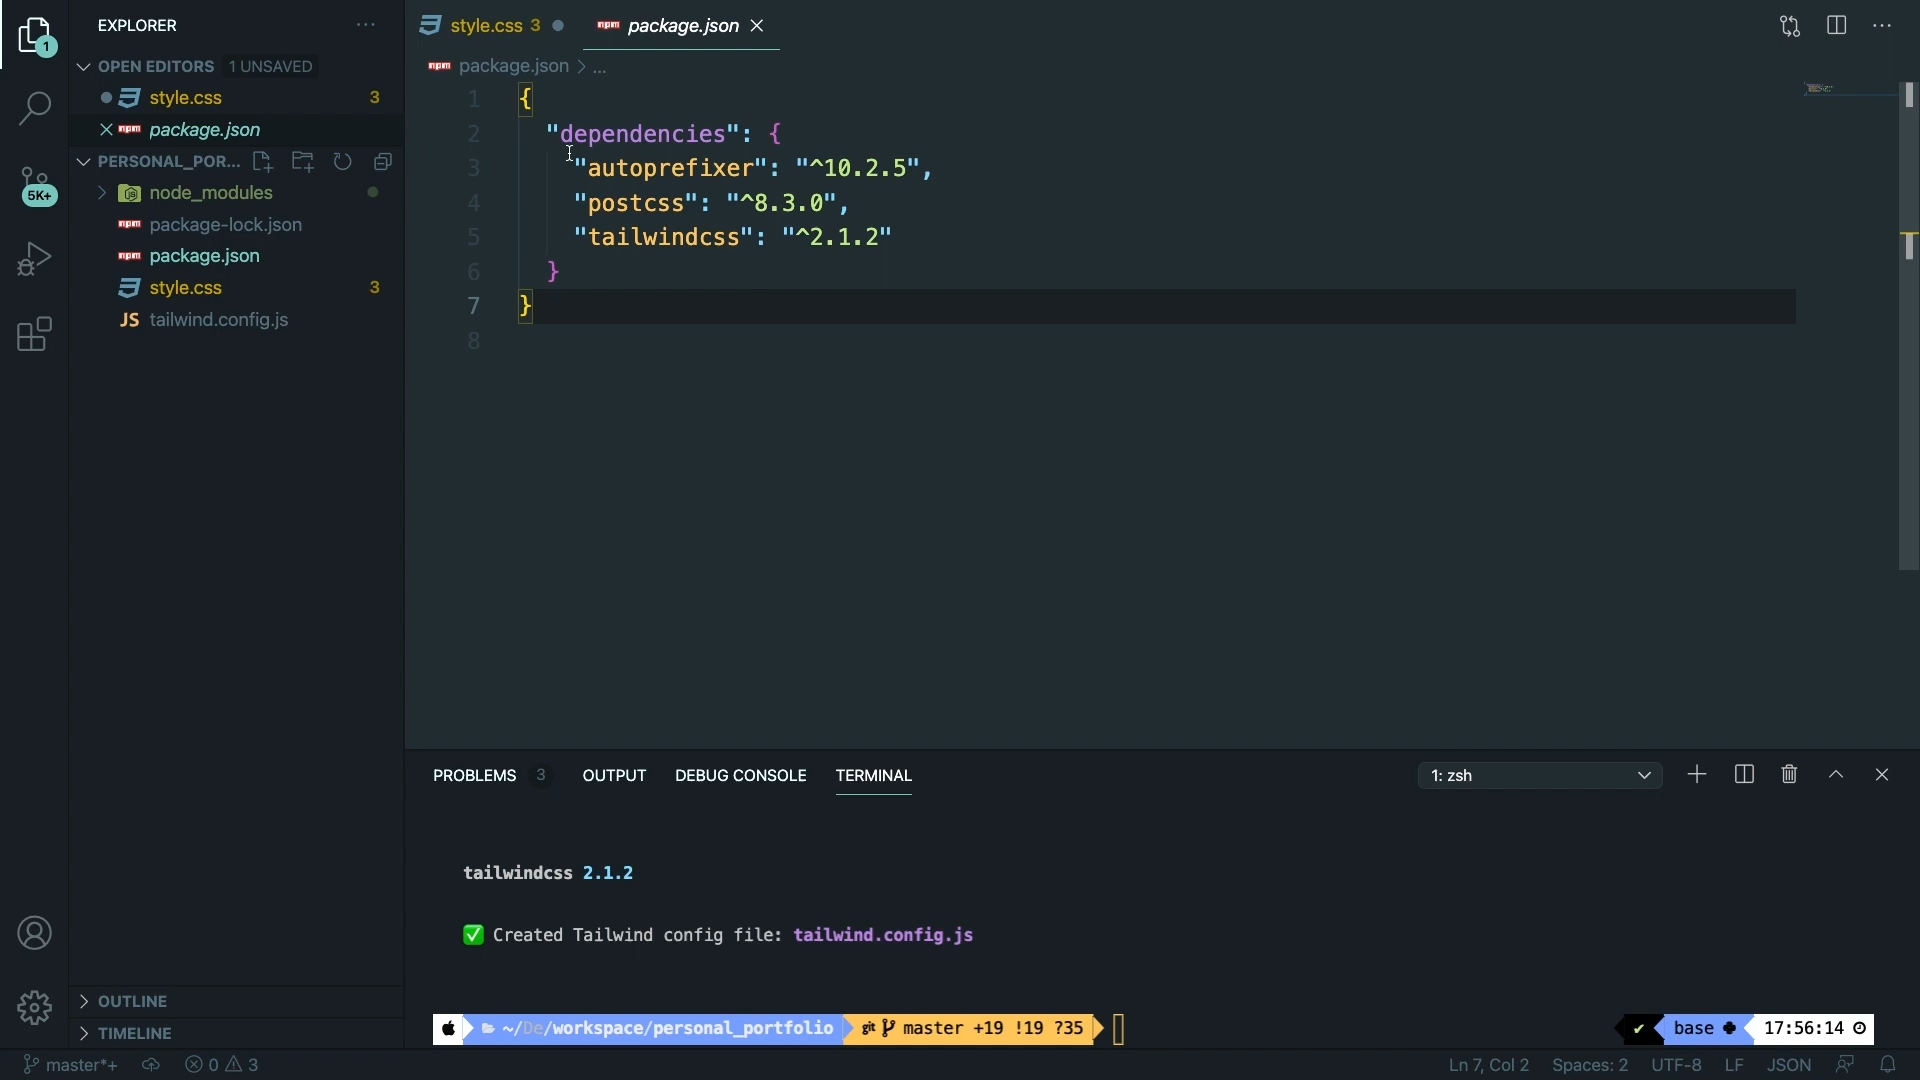 EXPLORER
OPEN EDITORS 1 UNSAVED
style.css 3
package.json
PERSONAL_POR...
node_modules
package-lock.json
package.json
style.css 3
JS tailwind.config.js
OUTLINE
TIMELINE
1
5K+
style.css 3
npm package.json
npm package.json > ...
1 {
2 "dependencies": {
3 "autoprefixer": "^10.2.5",
4 "postcss": "^8.3.0",
5 "tailwindcss": "^2.1.2"
6 }
7 }
8
PROBLEMS 3 OUTPUT DEBUG CONSOLE TERMINAL
1: zsh
tailwindcss 2.1.2
✅ Created Tailwind config file: tailwind.config.js
~/De/workspace/personal_portfolio git master +19 !19 ?35
✔ base 17:56:14
master*+ 0 3
Ln 7, Col 2 Spaces: 2 UTF-8 LF JSON